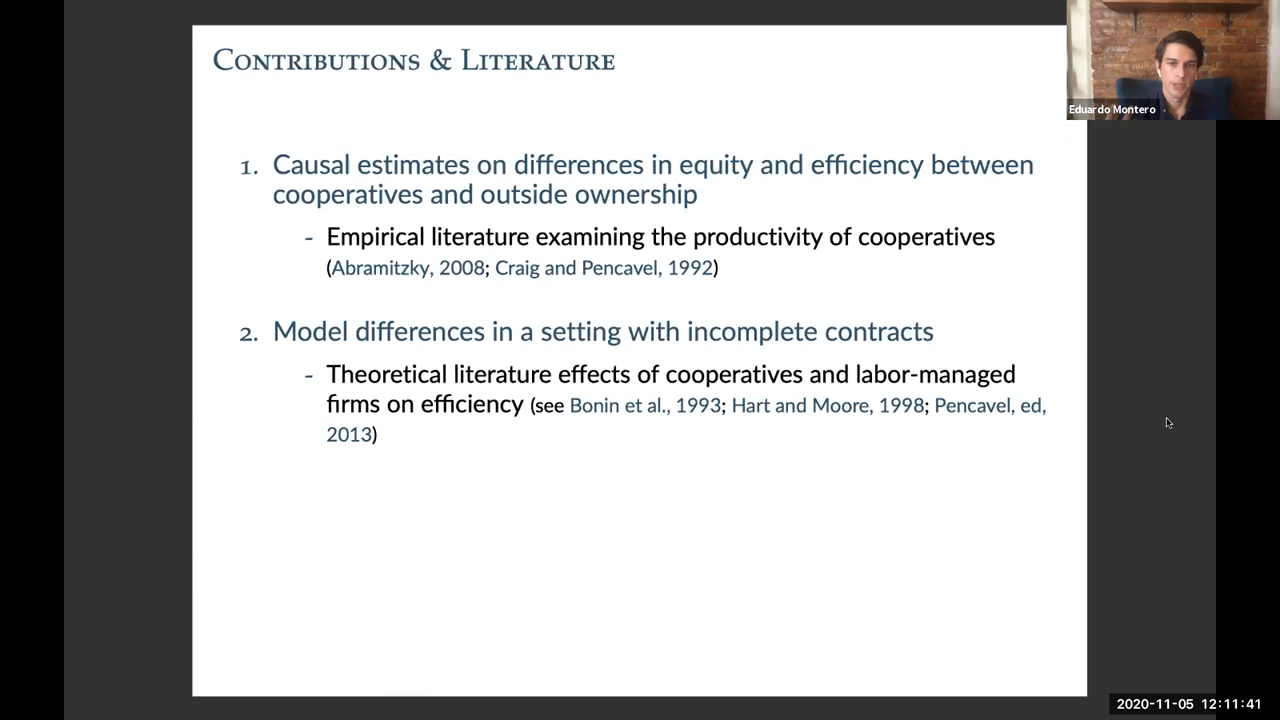 CONTRIBUTIONS & LITERATURE
Eduardo Montero
1. Causal estimates on differences in equity and efficiency between
cooperatives and outside ownership
- Empirical literature examining the productivity of cooperatives
(Abramitzky, 2008; Craig and Pencavel, 1992)
2. Model differences in a setting with incomplete contracts
- Theoretical literature effects of cooperatives and labor-managed
firms on efficiency (see Bonin et al., 1993; Hart and Moore, 1998; Pencavel, ed,
2013)
2020-11-05 12:11:41